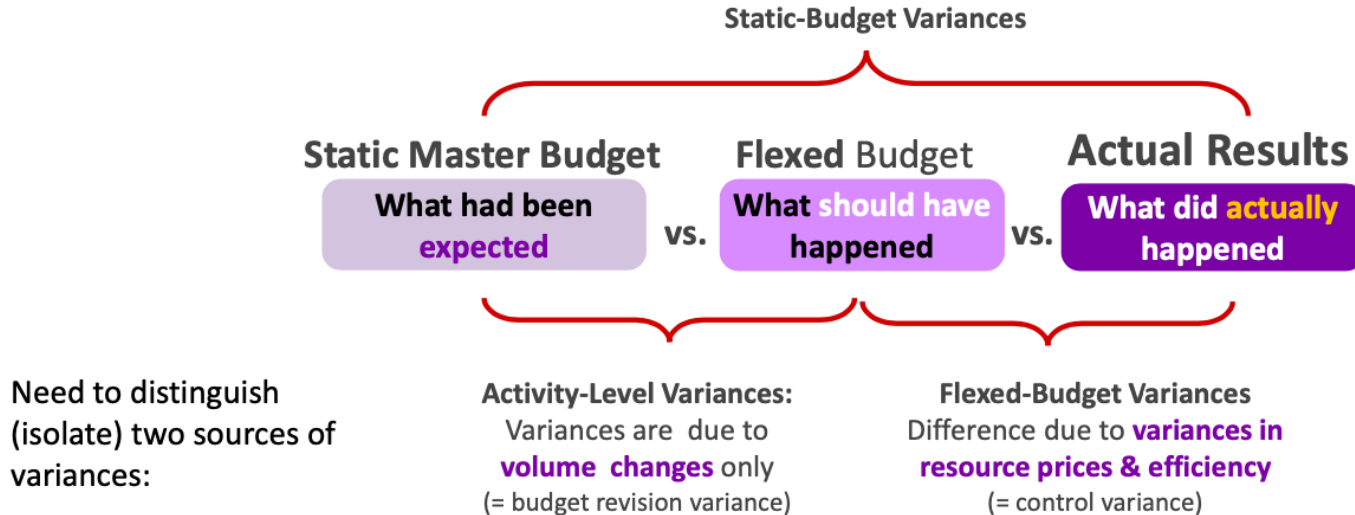 Static-Budget Variances
Static Master Budget
What had been
expected
vs.
Flexed Budget
What should have
happened
vs.
Actual Results
What did actually
happened
Need to distinguish
(isolate) two sources of
variances:
Activity-Level Variances:
Variances are due to
volume changes only
(= budget revision variance)
Flexed-Budget Variances
Difference due to variances in
resource prices & efficiency
(= control variance)